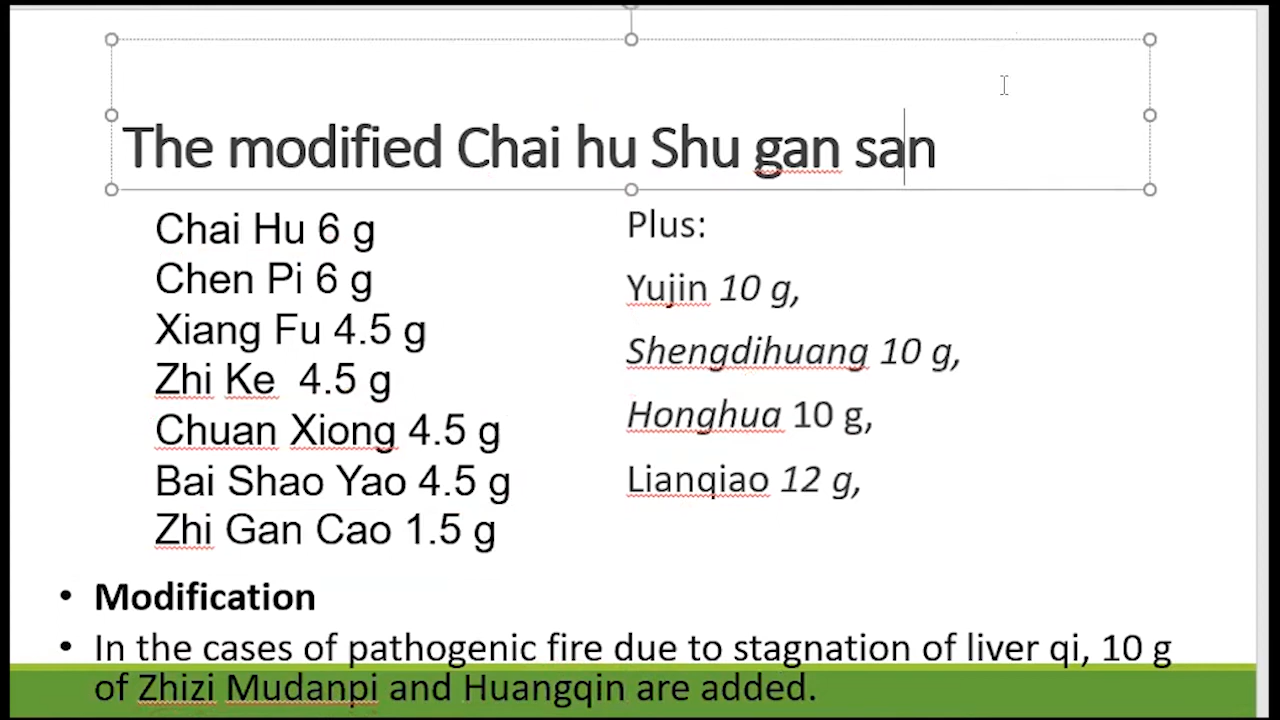 The modified Chai hu Shu gan san
Chai Hu 6 g
Chen Pi 6 g
Xiang Fu 4.5 g
Zhi Ke 4.5 g
Chuan Xiong 4.5 g
Bai Shao Yao 4.5 g
Zhi Gan Cao 1.5 g
Plus:
Yujin 10 g,
Shengdihuang 10 g,
Honghua 10 g,
Lianqiao 12 g,
• Modification
• In the cases of pathogenic fire due to stagnation of liver qi, 10 g
of Zhizi Mudanpi and Huangqin are added.